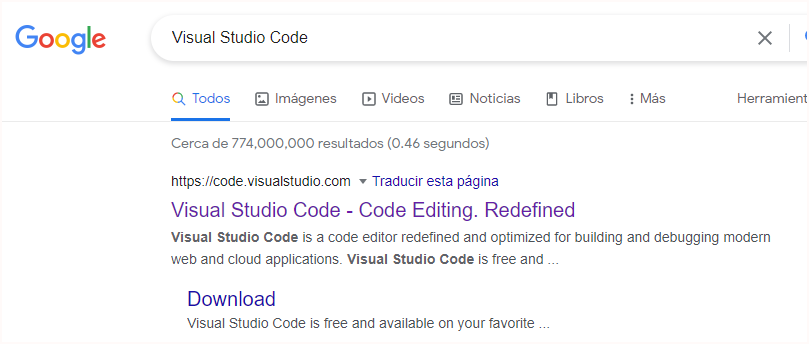 Google
Visual Studio Code
Todos Imágenes Videos Noticias Libros Más Herramient
Cerca de 774,000,000 resultados (0.46 segundos)
https://code.visualstudio.com Traducir esta página
Visual Studio Code - Code Editing. Redefined
Visual Studio Code is a code editor redefined and optimized for building and debugging modern
web and cloud applications. Visual Studio Code is free and ...
Download
Visual Studio Code is free and available on your favorite ...